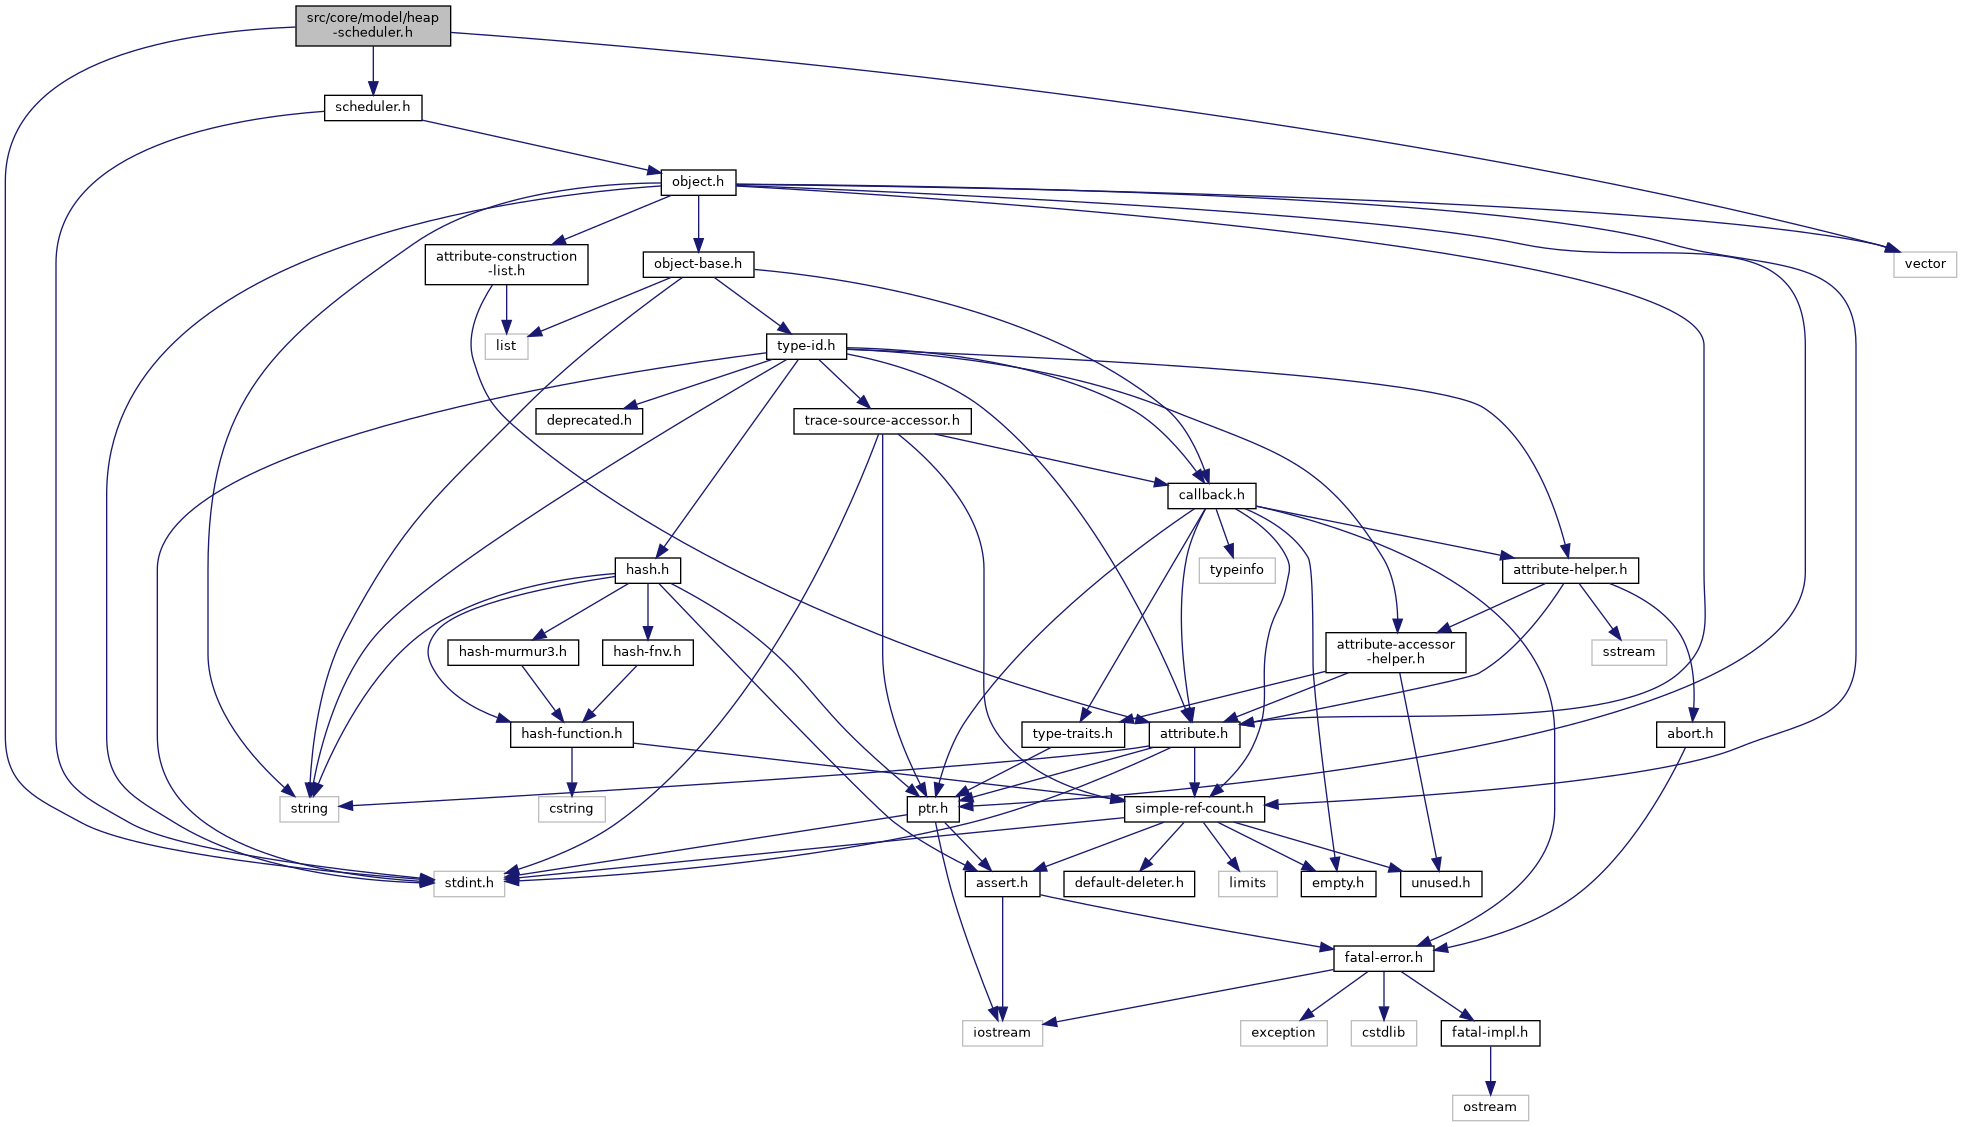 src/core/model/heap
-scheduler.h
scheduler.h
object.h
attribute-construction
-list.h
object-base.h
vector
list
type-id.h
deprecated.h
trace-source-accessor.h
callback.h
hash.h
typeinfo
attribute-helper.h
hash-murmur3.h
hash-fnv.h
attribute-accessor
-helper.h
sstream
hash-function.h
type-traits.h
attribute.h
abort.h
string
cstring
ptr.h
simple-ref-count.h
stdint.h
assert.h
default-deleter.h
limits
empty.h
unused.h
fatal-error.h
iostream
exception
cstdlib
fatal-impl.h
ostream